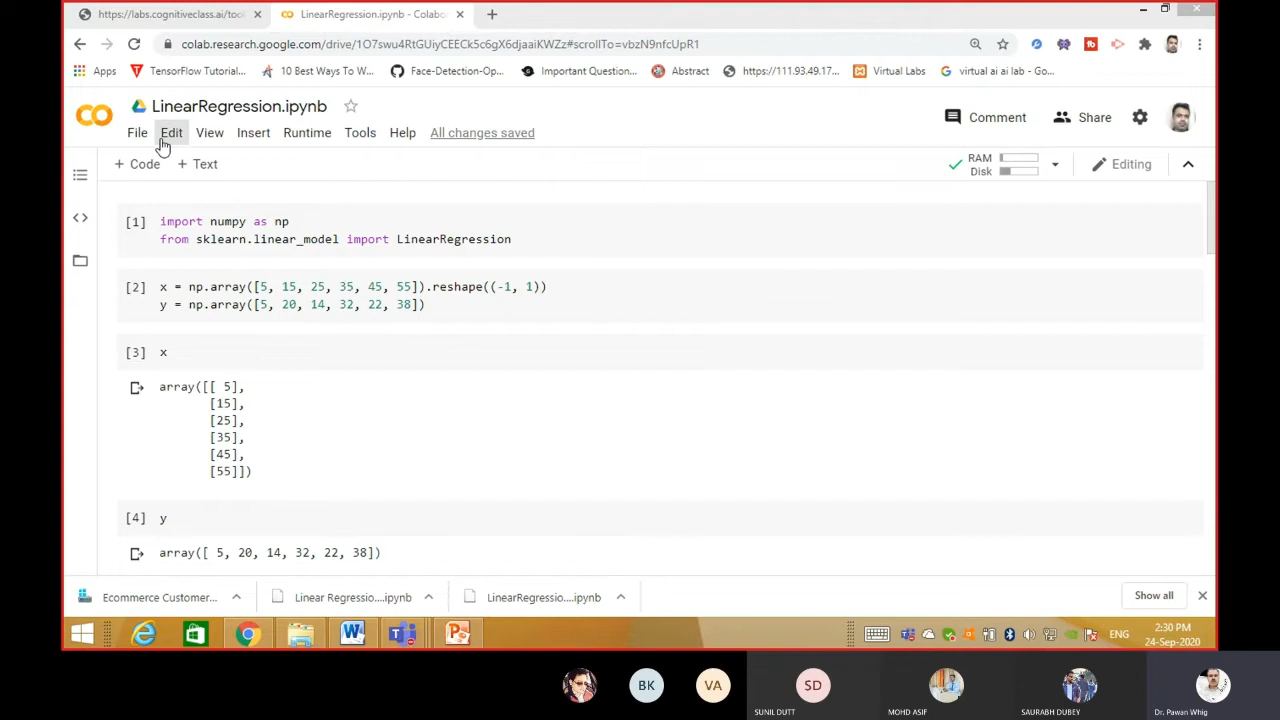 https://labs.cognitiveclass.ai/tool
LinearRegression.ipynb - Colabo
colab.research.google.com/drive/1O7swu4RtGUiyCEECk5c6gX6djaaiKWZz#scrollTo=vbzN9nfcUpR1
Apps TensorFlow Tutorial... 10 Best Ways To W... Face-Detection-Op... Important Question... Abstract https://111.93.49.17... Virtual Labs virtual ai ai lab - Go...
LinearRegression.ipynb
File Edit View Insert Runtime Tools Help All changes saved
Comment Share
+ Code + Text
RAM
Disk
Editing
[1] import numpy as np
from sklearn.linear_model import LinearRegression
[2] x = np.array([5, 15, 25, 35, 45, 55]).reshape((-1, 1))
y = np.array([5, 20, 14, 32, 22, 38])
[3] x
array([[ 5],
[15],
[25],
[35],
[45],
[55]])
[4] y
array([ 5, 20, 14, 32, 22, 38])
Ecommerce Customer... Linear Regressio....ipynb LinearRegressio....ipynb Show all
ENG
2:30 PM
24-Sep-2020
BK VA SD
SUNIL DUTT MOHD ASIF SAURABH DUBEY Dr. Pawan Whig